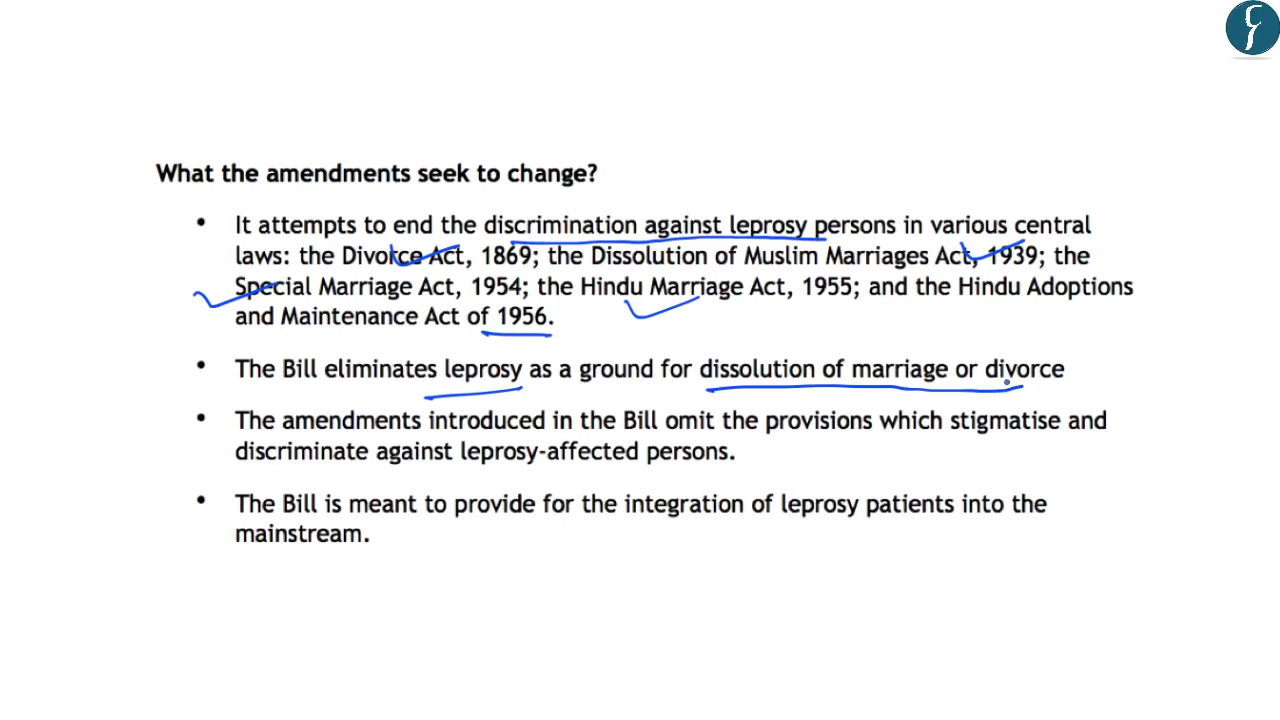 What the amendments seek to change?
• It attempts to end the discrimination against leprosy persons in various central
laws: the Divorce Act, 1869; the Dissolution of Muslim Marriages Act, 1939; the
Special Marriage Act, 1954; the Hindu Marriage Act, 1955; and the Hindu Adoptions
and Maintenance Act of 1956.
• The Bill eliminates leprosy as a ground for dissolution of marriage or divorce
• The amendments introduced in the Bill omit the provisions which stigmatise and
discriminate against leprosy-affected persons.
• The Bill is meant to provide for the integration of leprosy patients into the
mainstream.